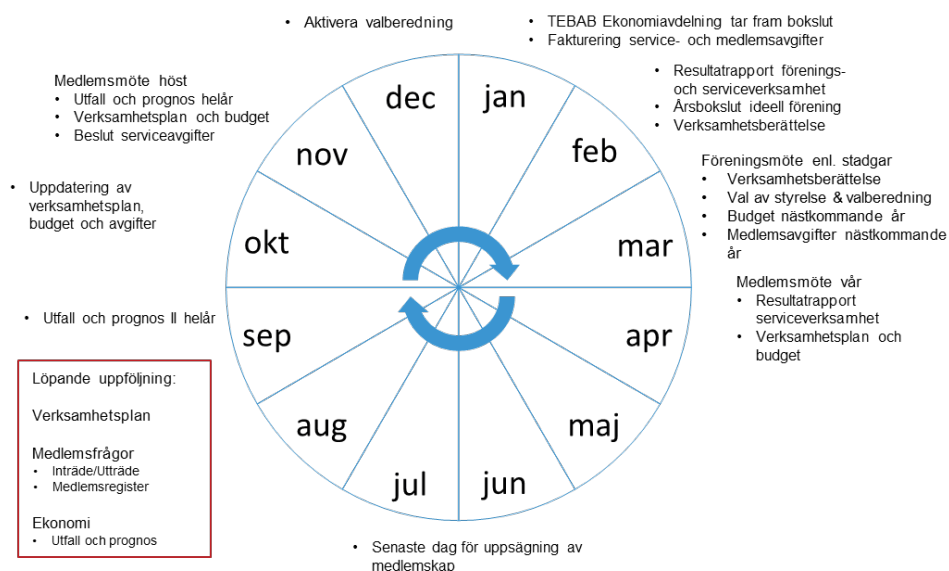 • Aktivera valberedning
• TEBAB Ekonomiavdelning tar fram bokslut
• Fakturering service- och medlemsavgifter
• Resultatrapport förenings-
och serviceverksamhet
• Årsbokslut ideell förening
• Verksamhetsberättelse
Föreningsmöte enl. stadgar
• Verksamhetsberättelse
• Val av styrelse & valberedning
• Budget nästkommande år
• Medlemsavgifter nästkommande
år
Medlemsmöte vår
• Resultatrapport
serviceverksamhet
• Verksamhetsplan och
budget
• Senaste dag för uppsägning av
medlemskap
• Utfall och prognos II helår
• Uppdatering av
verksamhetsplan,
budget och avgifter
Medlemsmöte höst
• Utfall och prognos helår
• Verksamhetsplan och budget
• Beslut serviceavgifter
jan
feb
mar
apr
maj
jun
jul
aug
sep
okt
nov
dec
Löpande uppföljning:
Verksamhetsplan
Medlemsfrågor
• Inträde/Utträde
• Medlemsregister
Ekonomi
• Utfall och prognos